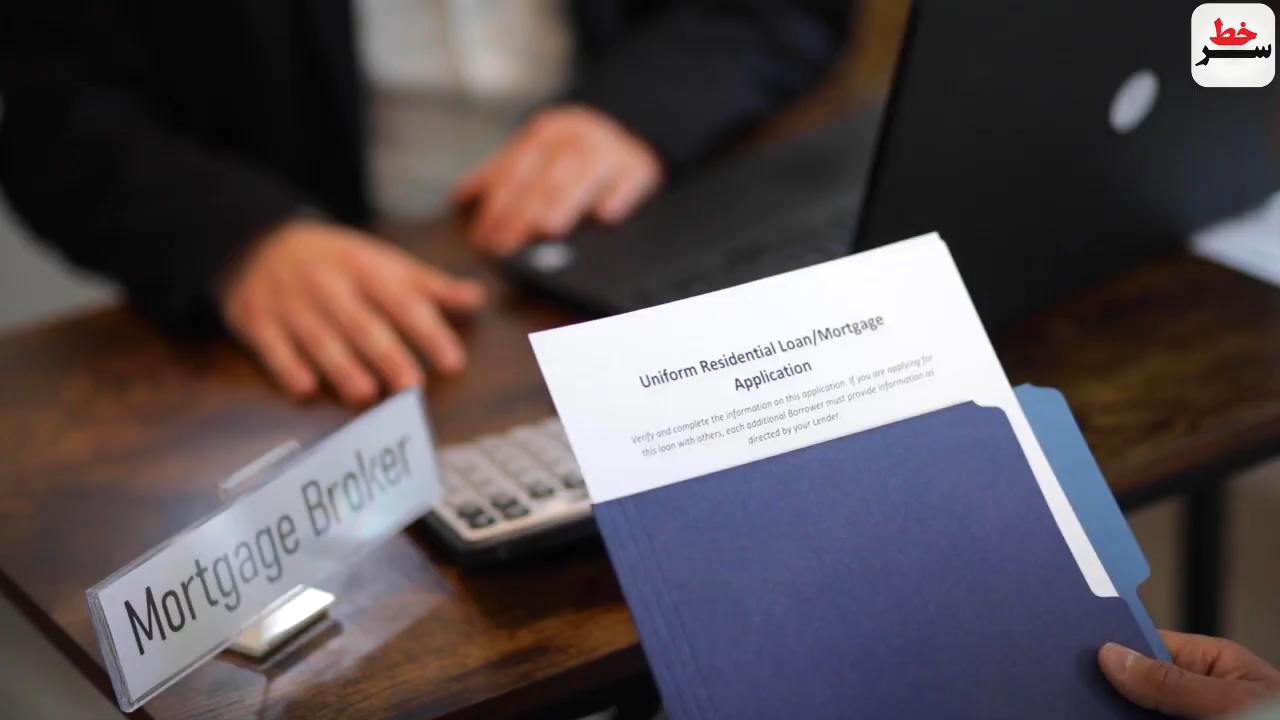 خط
سر
Uniform Residential Loan/Mortgage
Application
Verify and complete the information on this application. If you are applying for
this loan with others, each additional Borrower must provide information as
directed by your Lender.
Mortgage Broker